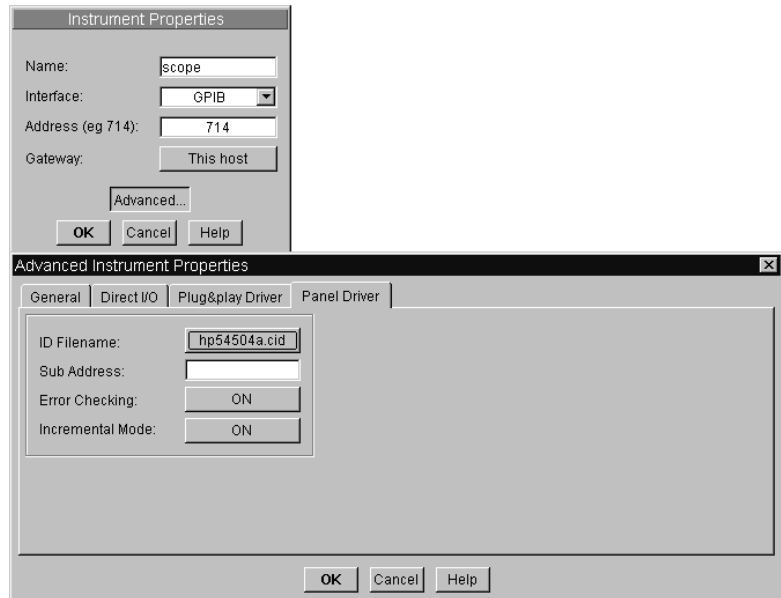 Instrument Properties
Name: scope
Interface: GPIB
Address (eg 714): 714
Gateway: This host
Advanced...
OK Cancel Help
Advanced Instrument Properties
General Direct I/O Plug&play Driver Panel Driver
ID Filename: hp54504a.cid
Sub Address:
Error Checking: ON
Incremental Mode: ON
OK Cancel Help